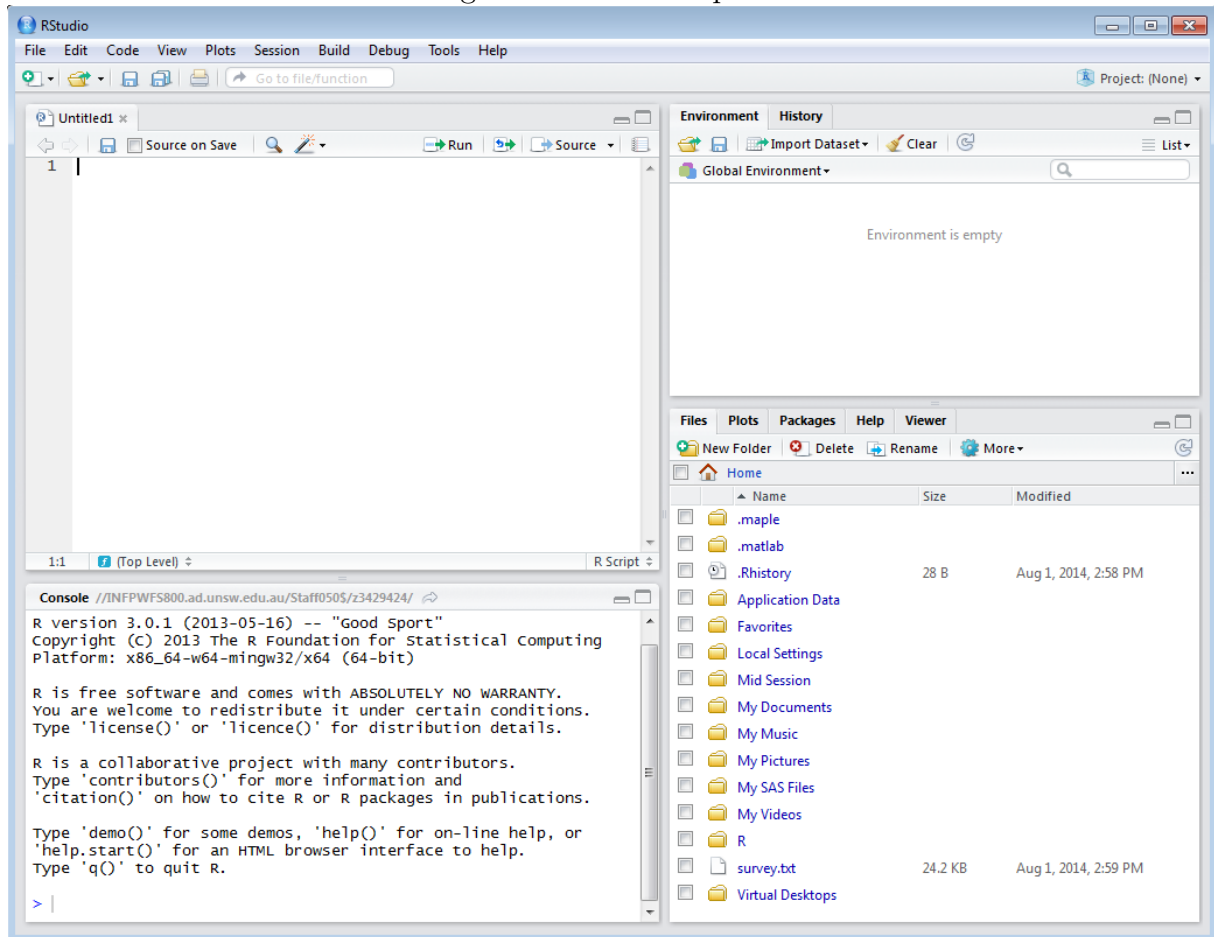 RStudio
File Edit Code View Plots Session Build Debug Tools Help
Go to file/function
Project: (None)
Untitled1
Source on Save Run Source
1
1:1 (Top Level) R Script
Console //INFPWFS800.ad.unsw.edu.au/Staff050$/z3429424/
R version 3.0.1 (2013-05-16) -- "Good Sport"
Copyright (C) 2013 The R Foundation for Statistical Computing
Platform: x86_64-w64-mingw32/x64 (64-bit)
R is free software and comes with ABSOLUTELY NO WARRANTY.
You are welcome to redistribute it under certain conditions.
Type 'license()' or 'licence()' for distribution details.
R is a collaborative project with many contributors.
Type 'contributors()' for more information and
'citation()' on how to cite R or R packages in publications.
Type 'demo()' for some demos, 'help()' for on-line help, or
'help.start()' for an HTML browser interface to help.
Type 'q()' to quit R.
>
Environment History
Import Dataset Clear List
Global Environment
Environment is empty
Files Plots Packages Help Viewer
New Folder Delete Rename More
Home ...
Name Size Modified
.maple
.matlab
.Rhistory 28 B Aug 1, 2014, 2:58 PM
Application Data
Favorites
Local Settings
Mid Session
My Documents
My Music
My Pictures
My SAS Files
My Videos
R
survey.txt 24.2 KB Aug 1, 2014, 2:59 PM
Virtual Desktops